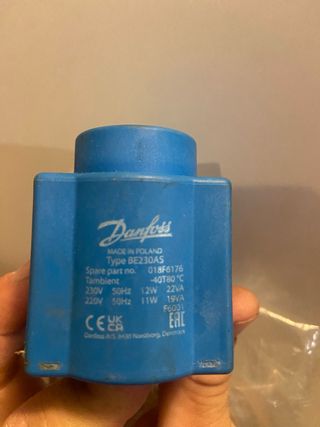 Danfoss
MADE IN POLAND
Type BE230AS
Spare part no. 018F6176
Tambient -40T80 °C
230V 50Hz 12W 22VA
220V 50Hz 11W 19VA
F6001
CE UK CA EAC
Danfoss A/S, 6430 Nordborg, Denmark